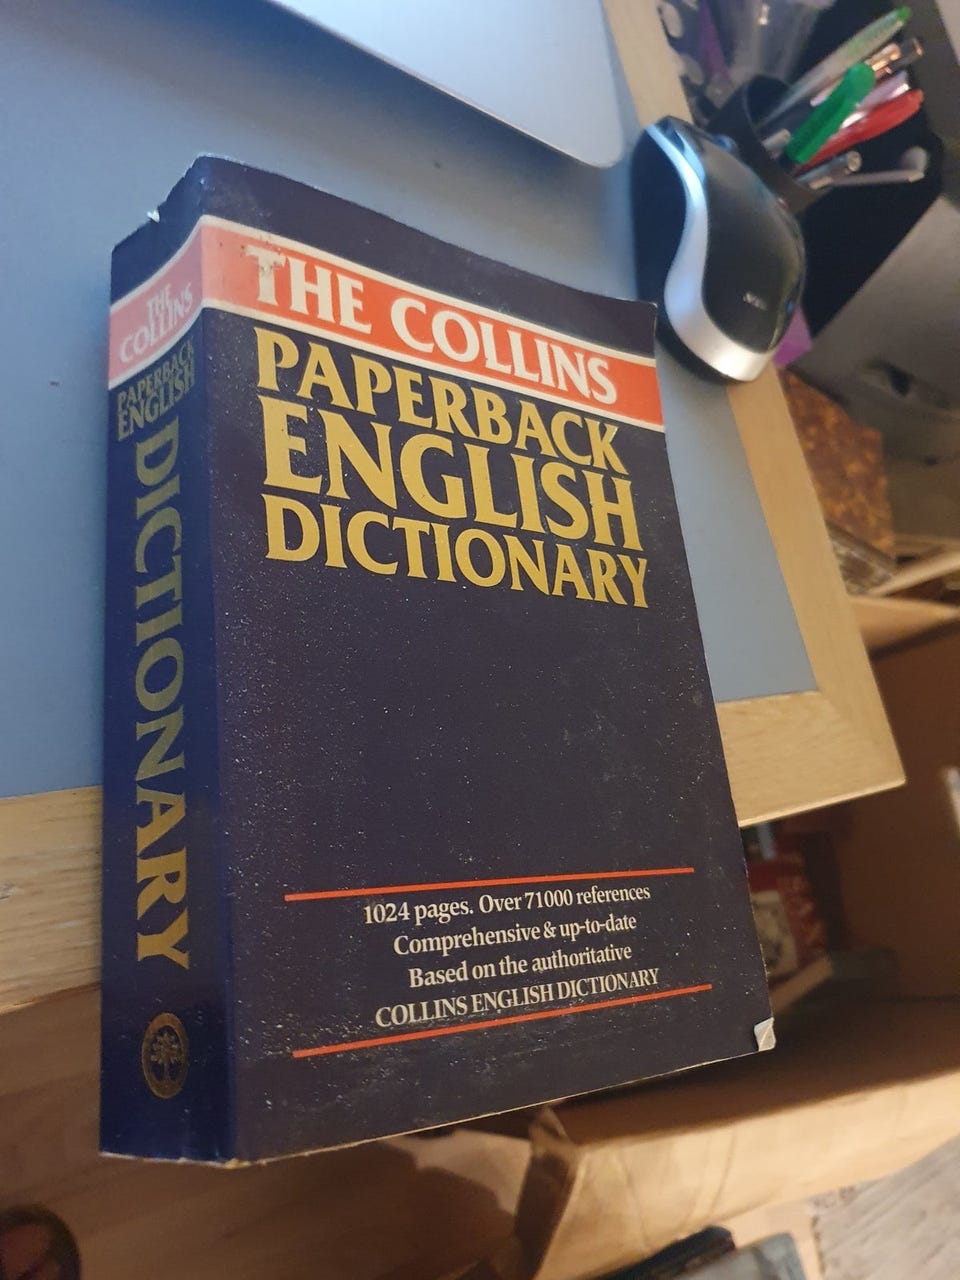 THE COLLINS
PAPERBACK
ENGLISH
DICTIONARY
1024 pages. Over 71000 references
Comprehensive & up-to-date
Based on the authoritative
COLLINS ENGLISH DICTIONARY
THE
COLLINS
PAPERBACK
ENGLISH
DICTIONARY